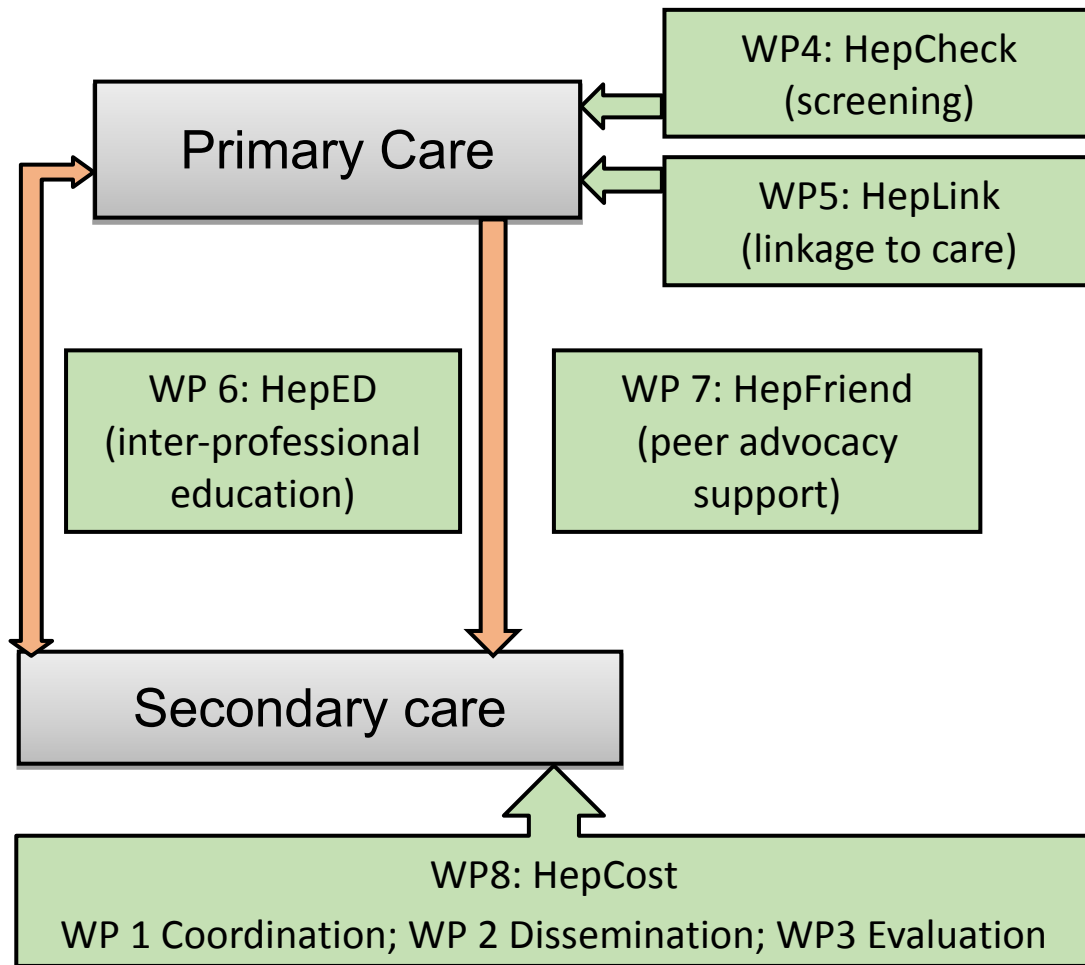 WP4: HepCheck
(screening)
Primary Care
WP5: HepLink
(linkage to care)
WP 6: HepED
(inter-professional
education)
WP 7: HepFriend
(peer advocacy
support)
Secondary care
WP8: HepCost
WP 1 Coordination; WP 2 Dissemination; WP3 Evaluation